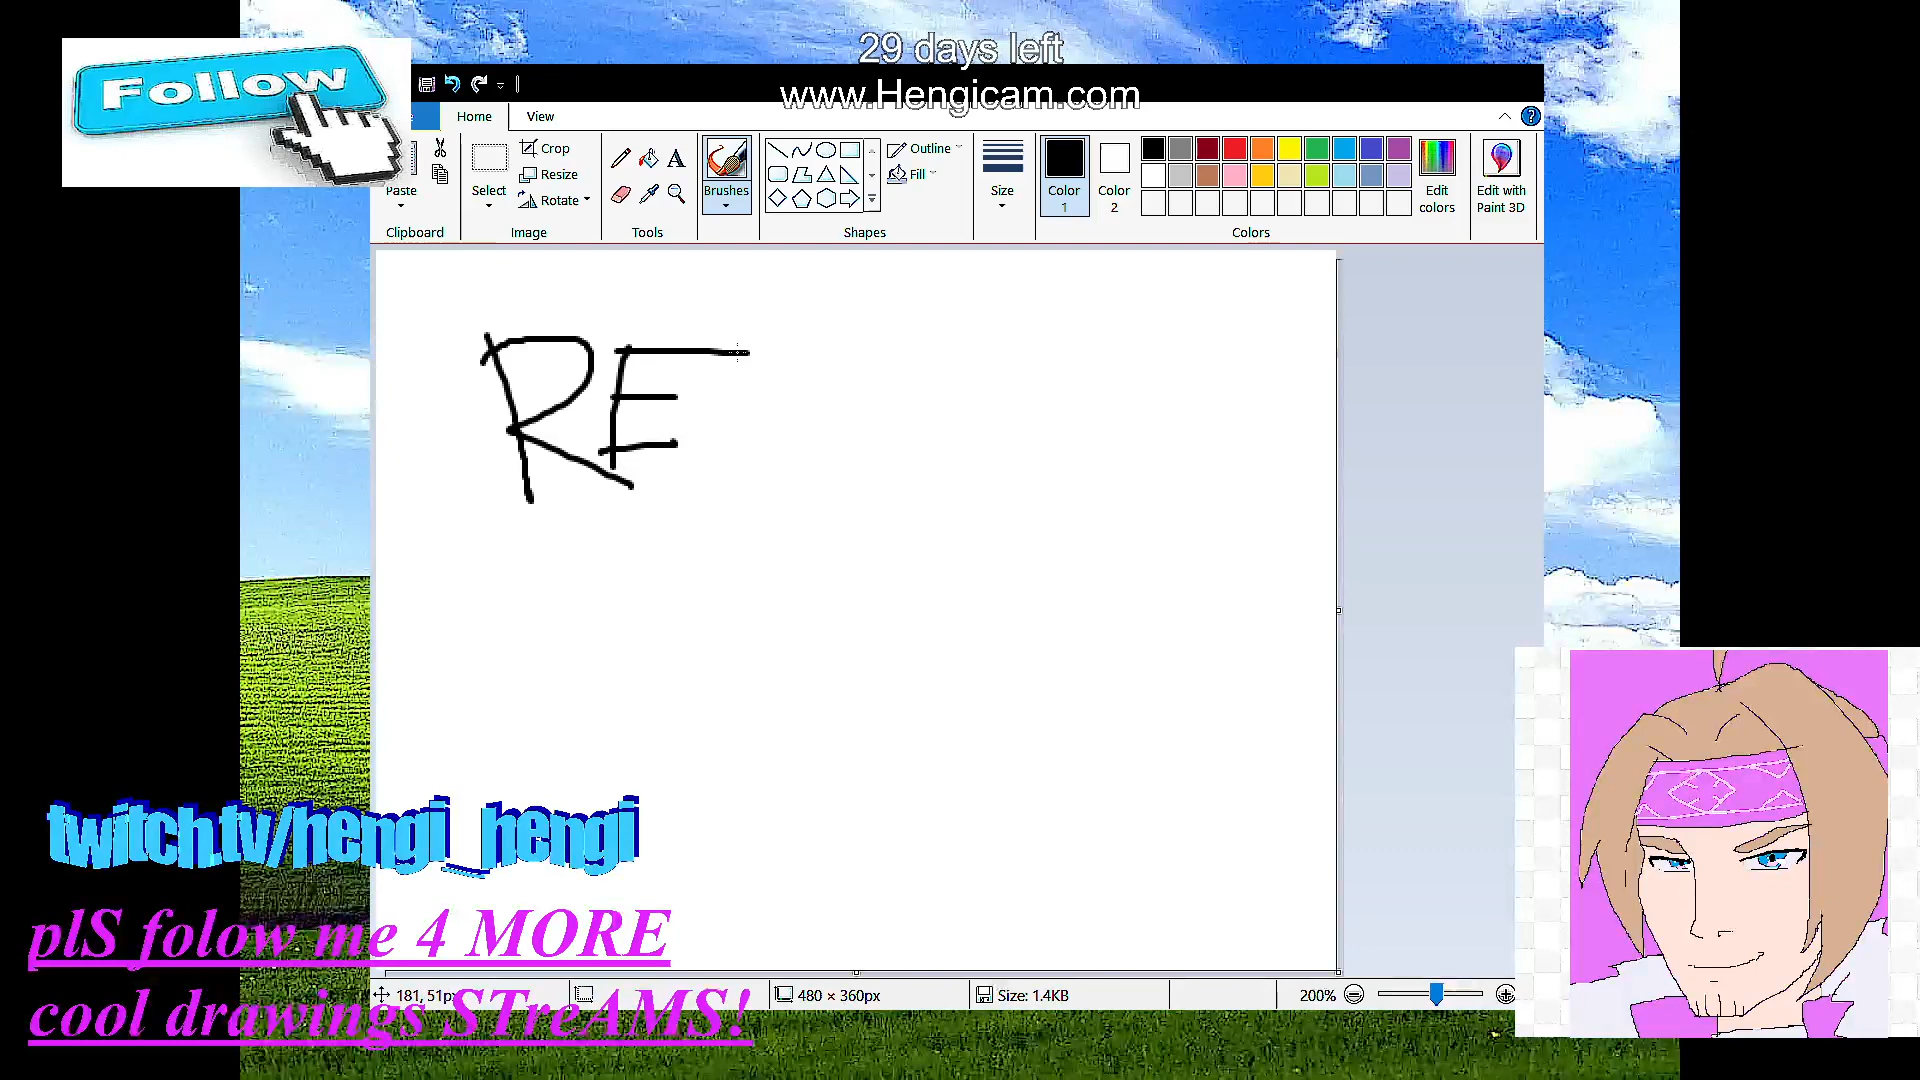 29 days left
www.Hengicam.com
Follow
Home View
Crop
Resize
Rotate
Paste
Select
Brushes
Outline
Fill
Size
Color 1
Color 2
Edit colors
Edit with Paint 3D
Clipboard
Image
Tools
Shapes
Colors
RE
twitch.tv/hengi_hengi
plS folow me 4 MORE
cool drawings STreAMS!
181, 51px
480 × 360px
Size: 1.4KB
200%